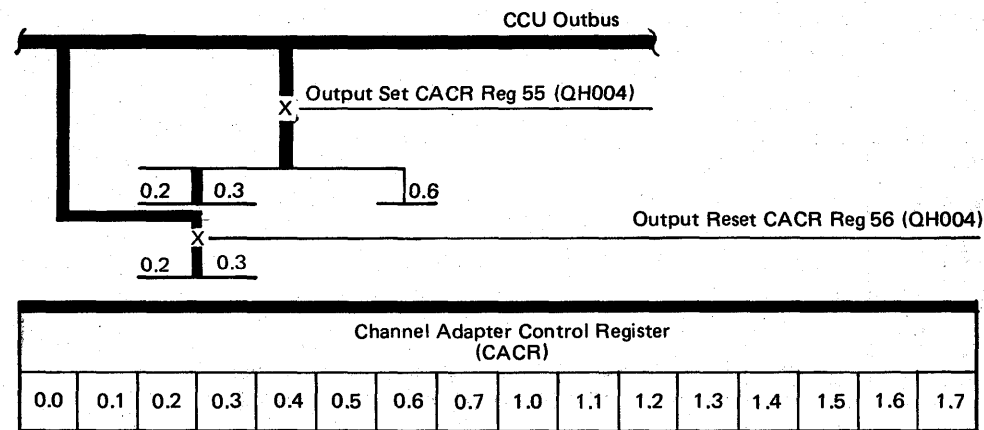 CCU Outbus
X Output Set CACR Reg 55 (QH004)
0.2 0.3 0.6
Output Reset CACR Reg 56 (QH004)
X
0.2 0.3
Channel Adapter Control Register
(CACR)
0.0 0.1 0.2 0.3 0.4 0.5 0.6 0.7 1.0 1.1 1.2 1.3 1.4 1.5 1.6 1.7